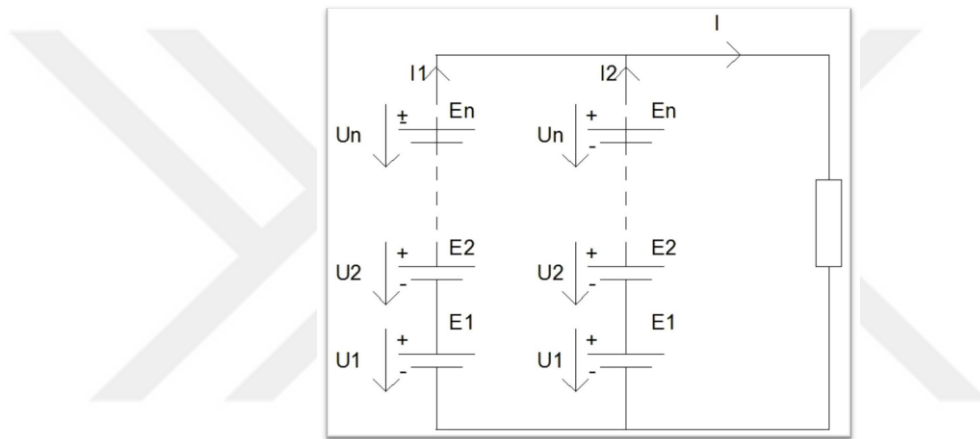 I
I1 I2
+ En + En
Un - Un -
E2 E2
+ +
U2 - U2 -
E1 E1
+ +
U1 - U1 -